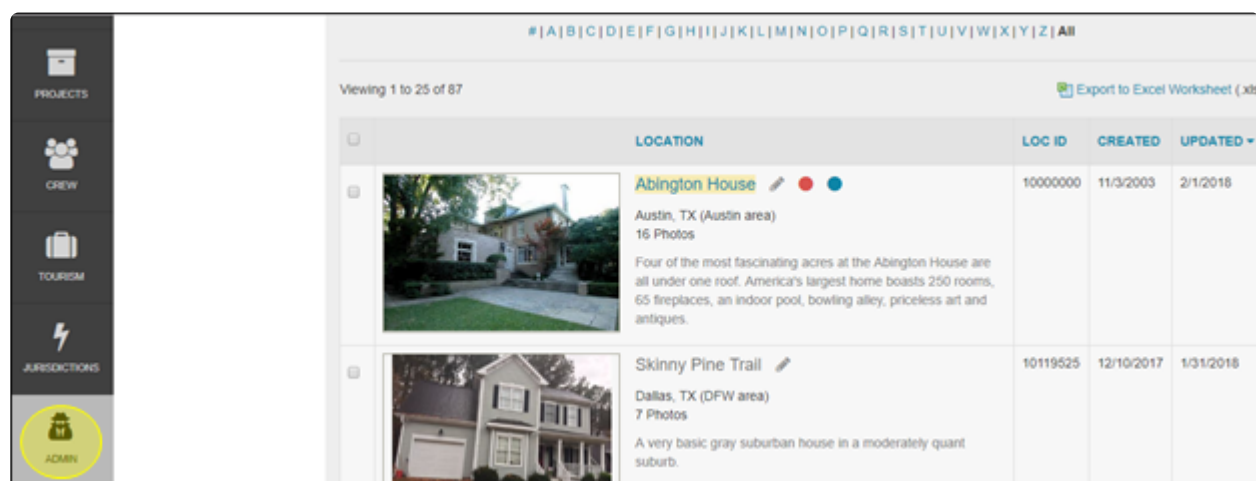 # | A | B | C | D | E | F | G | H | I | J | K | L | M | N | O | P | Q | R | S | T | U | V | W | X | Y | Z | All
PROJECTS
Viewing 1 to 25 of 87
Export to Excel Worksheet (.xls
LOCATION
LOC ID
CREATED
UPDATED
CREW
Abington House
10000000
11/3/2003
2/1/2018
Austin, TX (Austin area)
16 Photos
Four of the most fascinating acres at the Abington House are
all under one roof. America's largest home boasts 250 rooms,
65 fireplaces, an indoor pool, bowling alley, priceless art and
antiques.
TOURISM
JURISDICTIONS
Skinny Pine Trail
10119525
12/10/2017
1/31/2018
Dallas, TX (DFW area)
7 Photos
A very basic gray suburban house in a moderately quant
suburb.
ADMIN